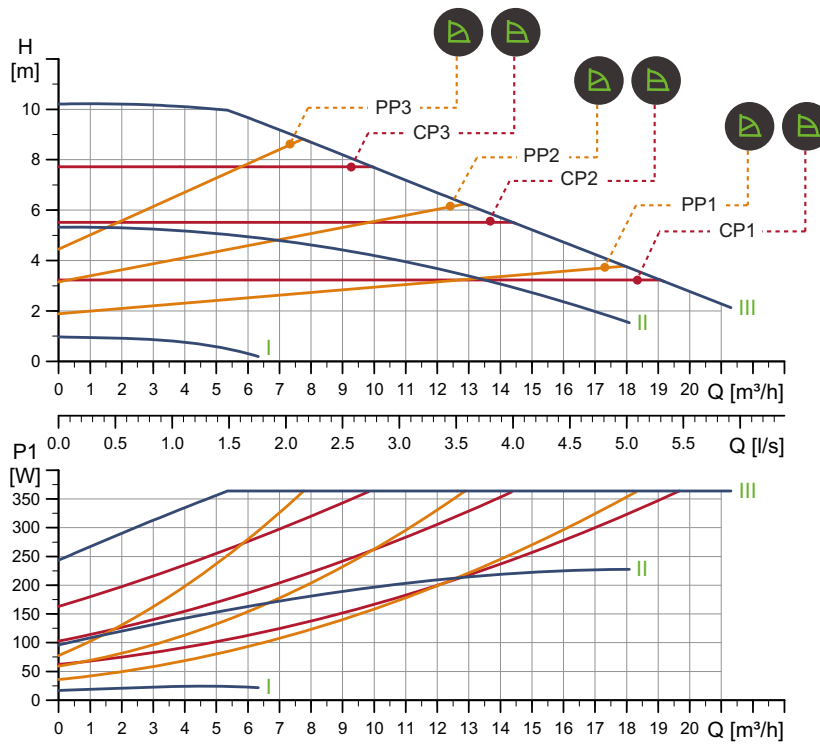 H
[m]
10
8
6
4
2
0
PP3
CP3
PP2
CP2
PP1
CP1
I
II
III
0 1 2 3 4 5 6 7 8 9 10 11 12 13 14 15 16 17 18 19 20 Q [m³/h]
0.0 0.5 1.0 1.5 2.0 2.5 3.0 3.5 4.0 4.5 5.0 5.5 Q [l/s]
P1
[W]
350
300
250
200
150
100
50
0
III
II
I
0 1 2 3 4 5 6 7 8 9 10 11 12 13 14 15 16 17 18 19 20 Q [m³/h]